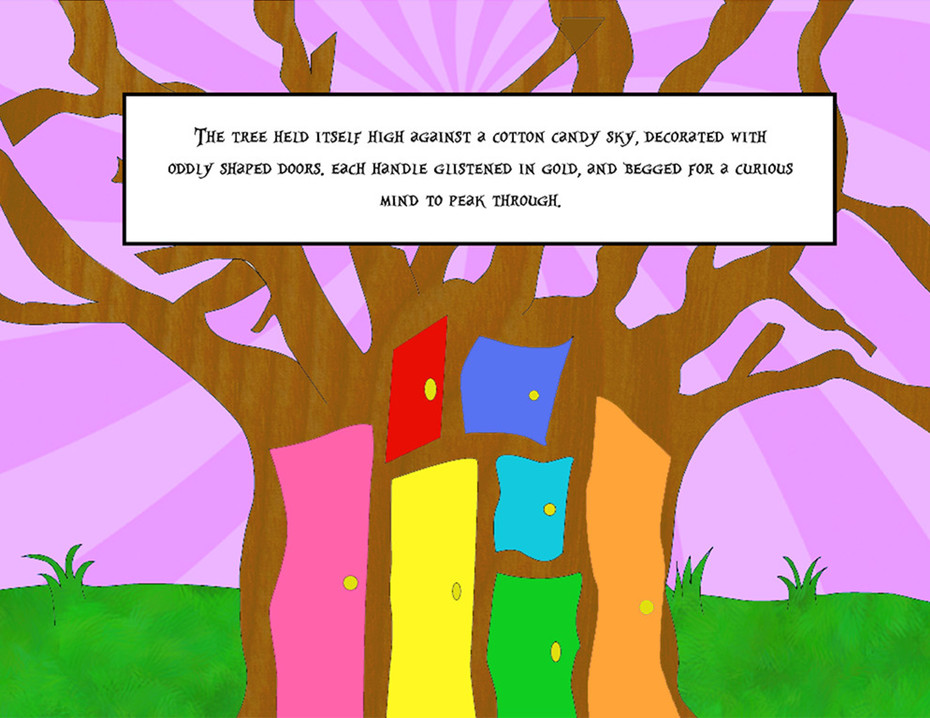 The tree held itself high against a cotton candy sky, decorated with
oddly shaped doors. Each handle glistened in gold, and begged for a curious
mind to peak through.